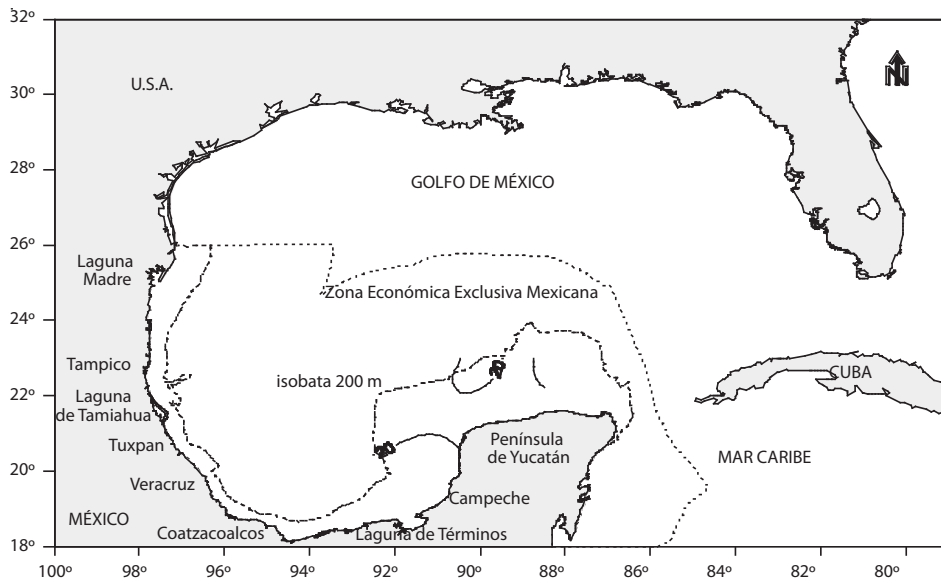 32º
U.S.A.
N
30º
28º
GOLFO DE MÉXICO
26º
Laguna
Madre
Zona Económica Exclusiva Mexicana
24º
Tampico
isobata 200 m
20
CUBA
22º
Laguna
de Tamiahua
Tuxpan
20
Península
de Yucatán
MAR CARIBE
20º
Veracruz
Campeche
MÉXICO
Coatzacoalcos
Laguna de Términos
18º
100º
98º
96º
94º
92º
90º
88º
86º
84º
82º
80º